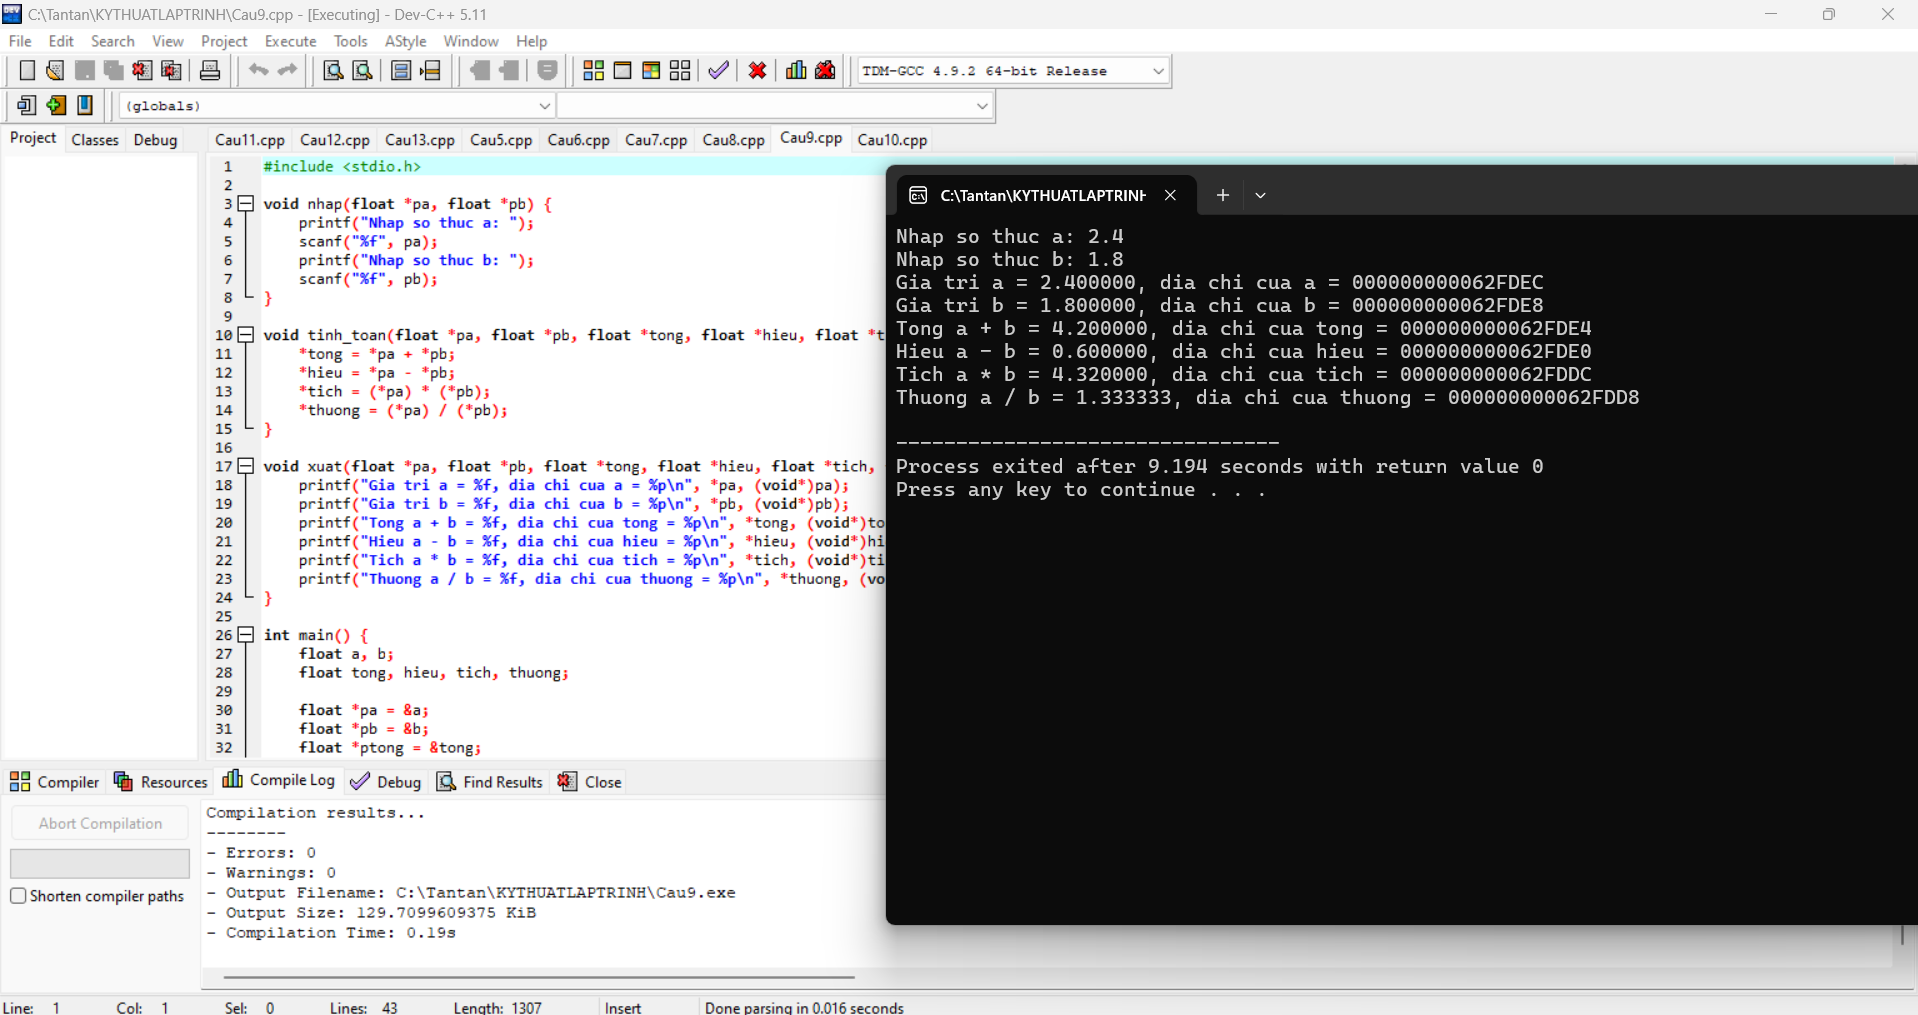 C:\Tantan\KYTHUATLAPTRINH\Cau9.cpp - [Executing] - Dev-C++ 5.11
File Edit Search View Project Execute Tools AStyle Window Help
TDM-GCC 4.9.2 64-bit Release
(globals)
Project Classes Debug
Cau11.cpp Cau12.cpp Cau13.cpp Cau5.cpp Cau6.cpp Cau7.cpp Cau8.cpp Cau9.cpp Cau10.cpp
1 #include <stdio.h>
2
3 void nhap(float *pa, float *pb) {
4 printf("Nhap so thuc a: ");
5 scanf("%f", pa);
6 printf("Nhap so thuc b: ");
7 scanf("%f", pb);
8 }
9
10 void tinh_toan(float *pa, float *pb, float *tong, float *hieu, float *t
11 *tong = *pa + *pb;
12 *hieu = *pa - *pb;
13 *tich = (*pa) * (*pb);
14 *thuong = (*pa) / (*pb);
15 }
16
17 void xuat(float *pa, float *pb, float *tong, float *hieu, float *tich,
18 printf("Gia tri a = %f, dia chi cua a = %p\n", *pa, (void*)pa);
19 printf("Gia tri b = %f, dia chi cua b = %p\n", *pb, (void*)pb);
20 printf("Tong a + b = %f, dia chi cua tong = %p\n", *tong, (void*)to
21 printf("Hieu a - b = %f, dia chi cua hieu = %p\n", *hieu, (void*)hi
22 printf("Tich a * b = %f, dia chi cua tich = %p\n", *tich, (void*)ti
23 printf("Thuong a / b = %f, dia chi cua thuong = %p\n", *thuong, (vo
24 }
25
26 int main() {
27 float a, b;
28 float tong, hieu, tich, thuong;
29
30 float *pa = &a;
31 float *pb = &b;
32 float *ptong = &tong;
C:\Tantan\KYTHUATLAPTRINH
Nhap so thuc a: 2.4
Nhap so thuc b: 1.8
Gia tri a = 2.400000, dia chi cua a = 000000000062FDEC
Gia tri b = 1.800000, dia chi cua b = 000000000062FDE8
Tong a + b = 4.200000, dia chi cua tong = 000000000062FDE4
Hieu a - b = 0.600000, dia chi cua hieu = 000000000062FDE0
Tich a * b = 4.320000, dia chi cua tich = 000000000062FDDC
Thuong a / b = 1.333333, dia chi cua thuong = 000000000062FDD8
--------------------------------
Process exited after 9.194 seconds with return value 0
Press any key to continue . . .
Compiler Resources Compile Log Debug Find Results Close
Abort Compilation
Shorten compiler paths
Compilation results...
--------
- Errors: 0
- Warnings: 0
- Output Filename: C:\Tantan\KYTHUATLAPTRINH\Cau9.exe
- Output Size: 129.7099609375 KiB
- Compilation Time: 0.19s
Line: 1 Col: 1 Sel: 0 Lines: 43 Length: 1307 Insert Done parsing in 0.016 seconds